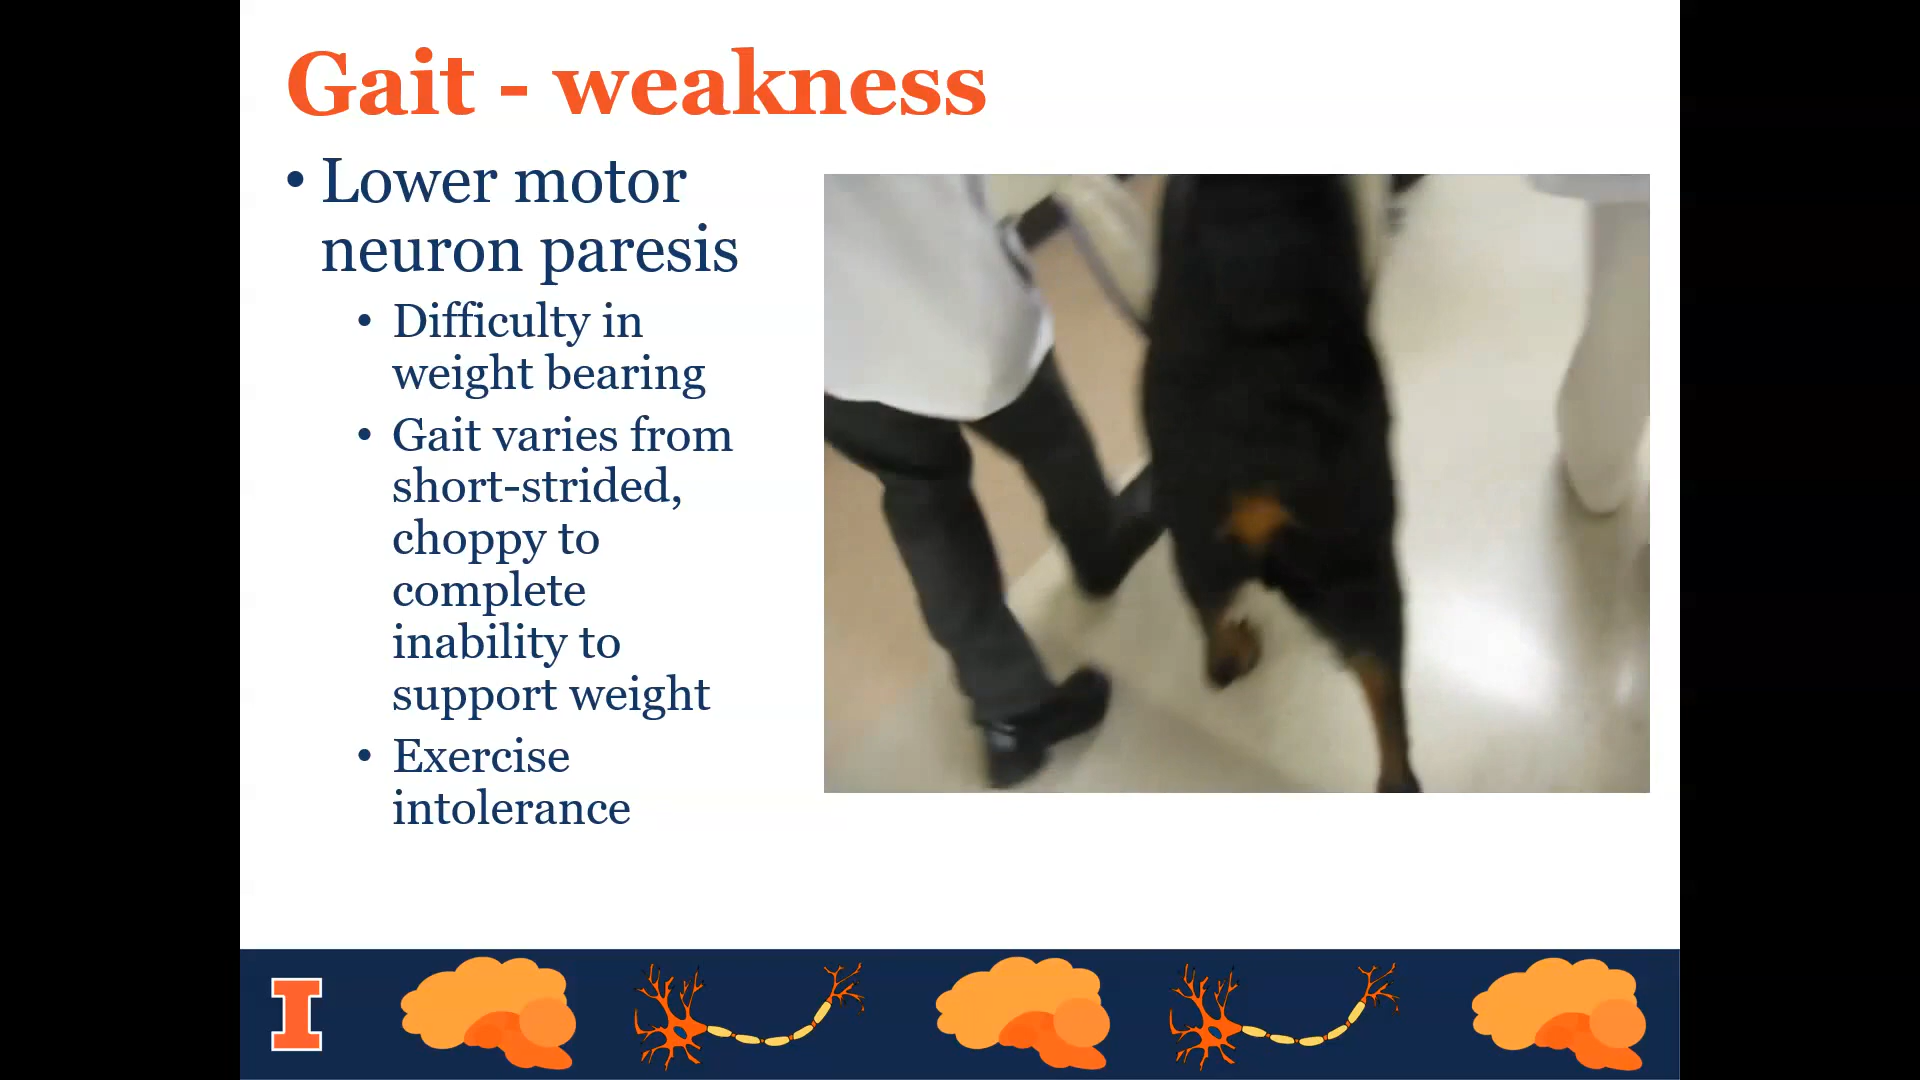 Gait - weakness
• Lower motor
neuron paresis
• Difficulty in
weight bearing
• Gait varies from
short-strided,
choppy to
complete
inability to
support weight
• Exercise
intolerance
I